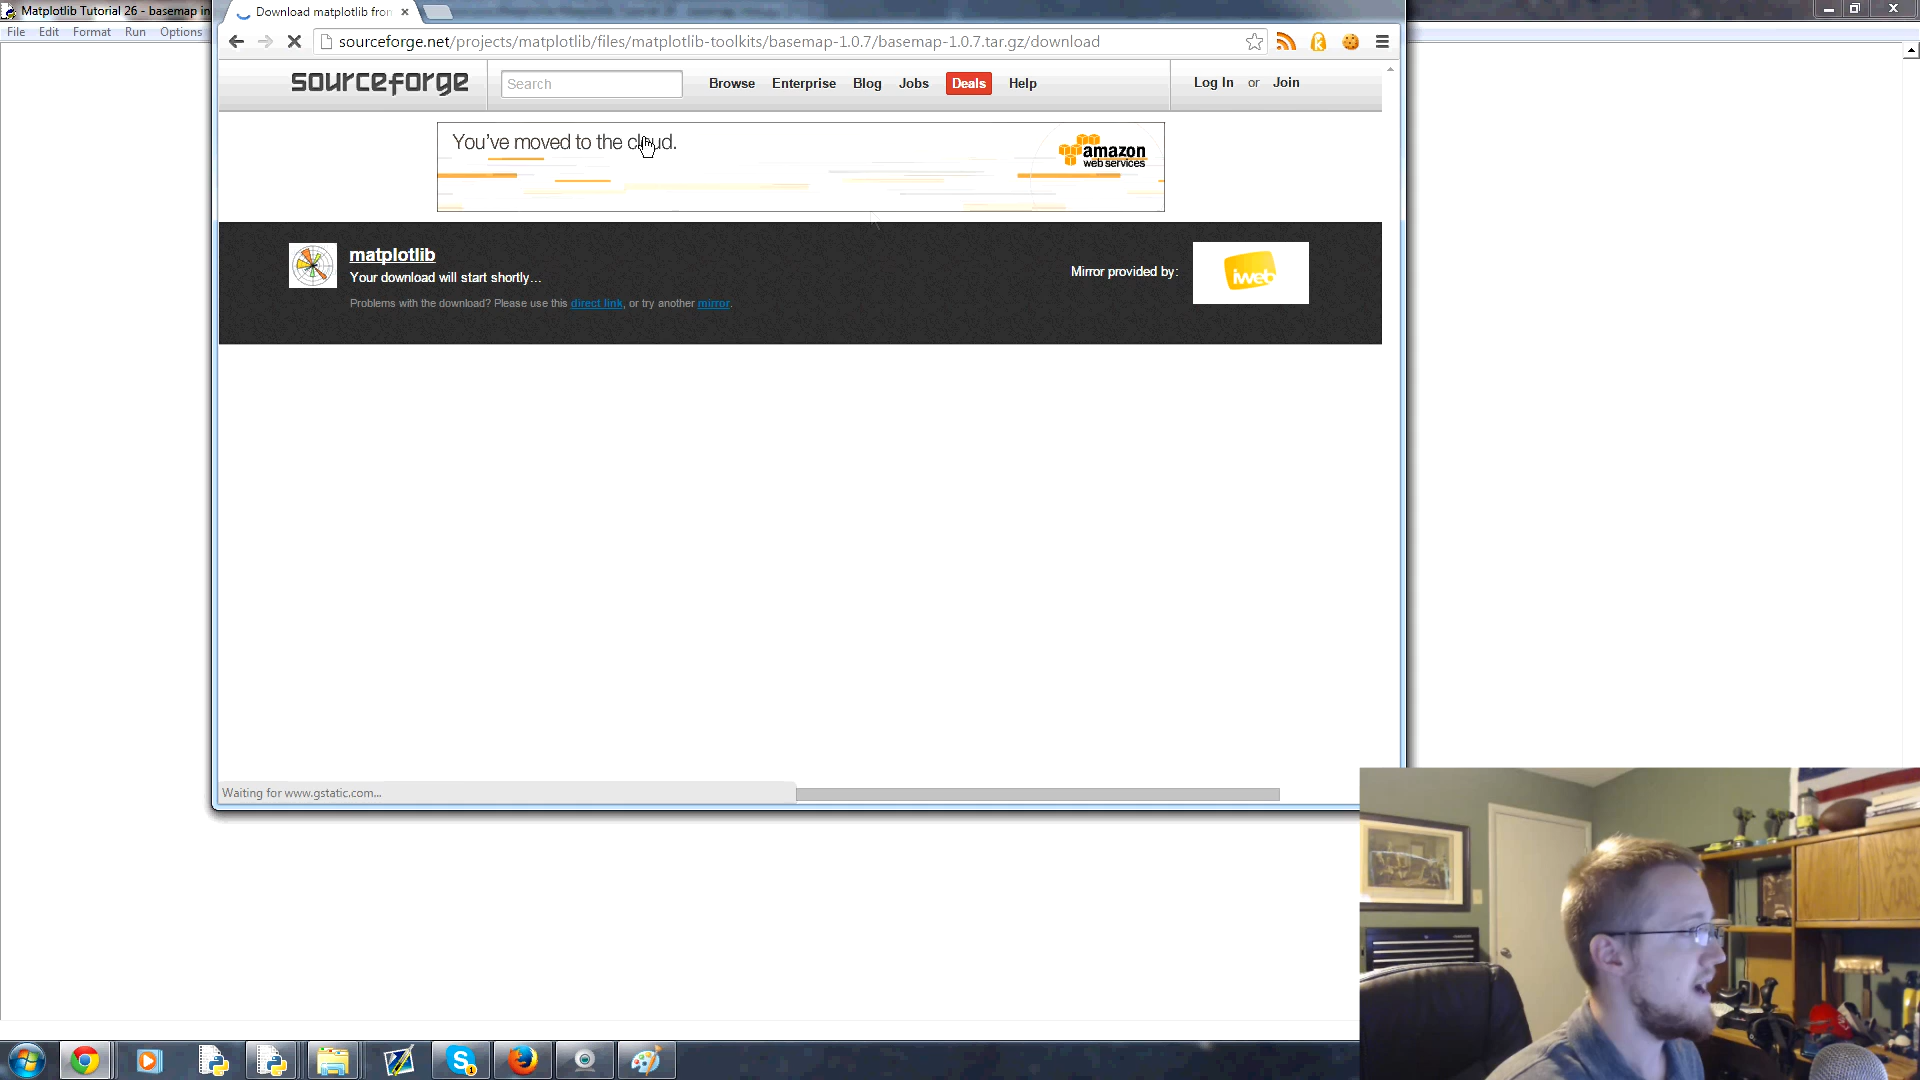 Matplotlib Tutorial 26 - basemap in
File Edit Format Run Options
Download matplotlib fron
sourceforge.net/projects/matplotlib/files/matplotlib-toolkits/basemap-1.0.7/basemap-1.0.7.tar.gz/download
sourceforge
Search
Browse Enterprise Blog Jobs Deals Help
Log In or Join
You've moved to the cloud.
amazon
web services
matplotlib
Your download will start shortly...
Problems with the download? Please use this direct link, or try another mirror.
Mirror provided by:
iweb
Waiting for www.gstatic.com...